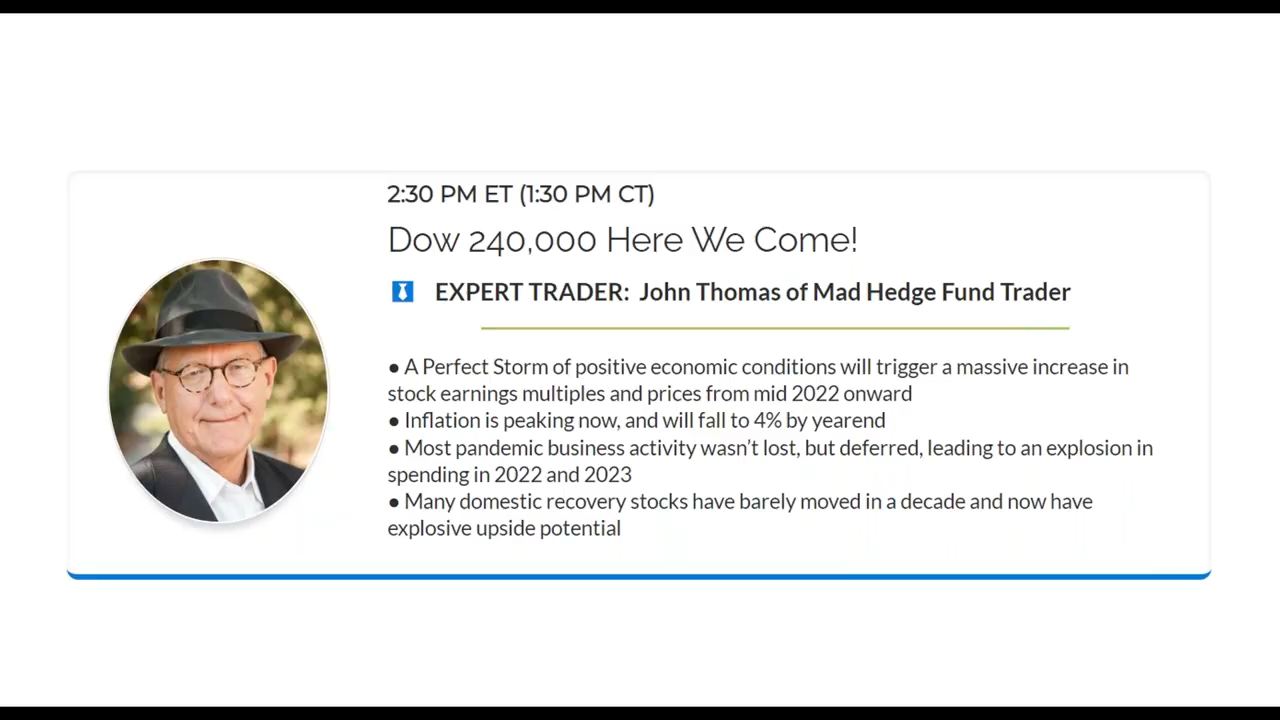 2:30 PM ET (1:30 PM CT)
Dow 240,000 Here We Come!
EXPERT TRADER: John Thomas of Mad Hedge Fund Trader
● A Perfect Storm of positive economic conditions will trigger a massive increase in
stock earnings multiples and prices from mid 2022 onward
● Inflation is peaking now, and will fall to 4% by yearend
● Most pandemic business activity wasn't lost, but deferred, leading to an explosion in
spending in 2022 and 2023
● Many domestic recovery stocks have barely moved in a decade and now have
explosive upside potential